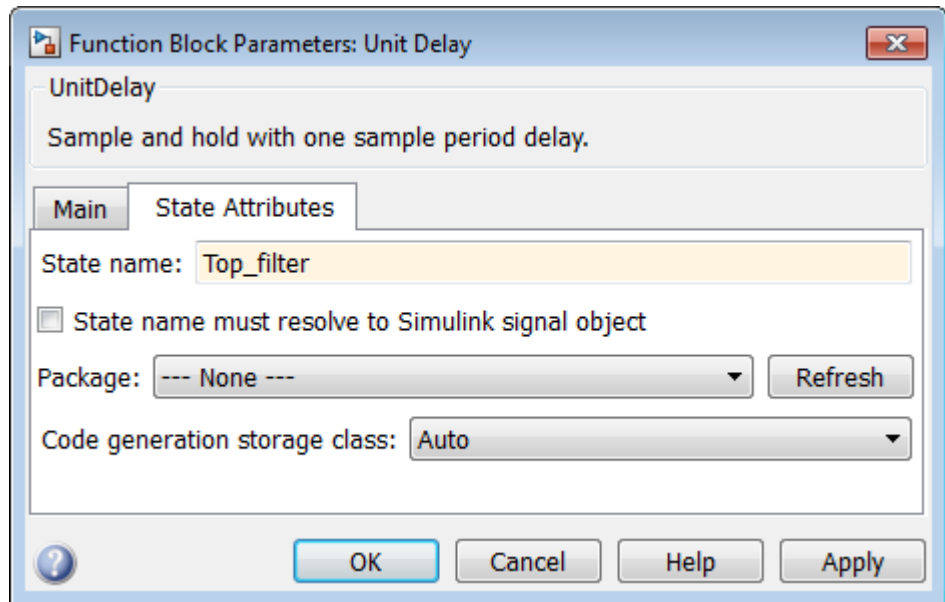 Function Block Parameters: Unit Delay
UnitDelay
Sample and hold with one sample period delay.
Main State Attributes
State name: Top_filter
State name must resolve to Simulink signal object
Package: --- None --- Refresh
Code generation storage class: Auto
OK Cancel Help Apply